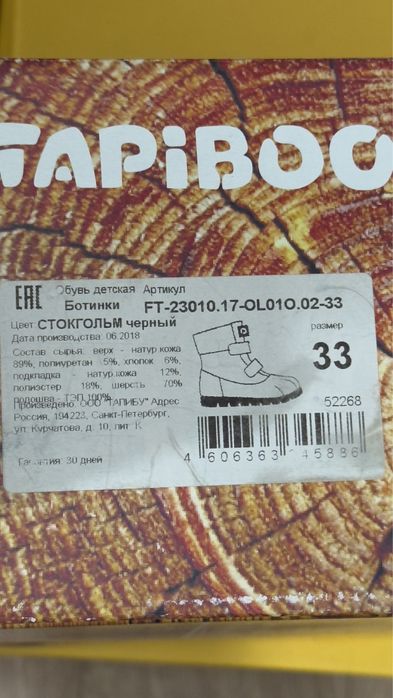 TAPiBOO
EAC
Обувь детская Артикул
Ботинки FT-23010.17-OL01O.02-33
Цвет СТОКГОЛЬМ черный
размер
Дата производства 06.2018
33
Состав сырья: верх - натур.кожа
89%, полиуретан 5%, хлопок 6%,
подкладка - натур.кожа 12%,
полиэстер 18%, шерсть 70%
подошва - ТЭП 100%
52268
Произведено: ООО "ТАПИБУ" Адрес
Россия, 194223, Санкт-Петербург,
ул. Курчатова, д. 10, лит К
4 606363 145886
Гарантия: 30 дней